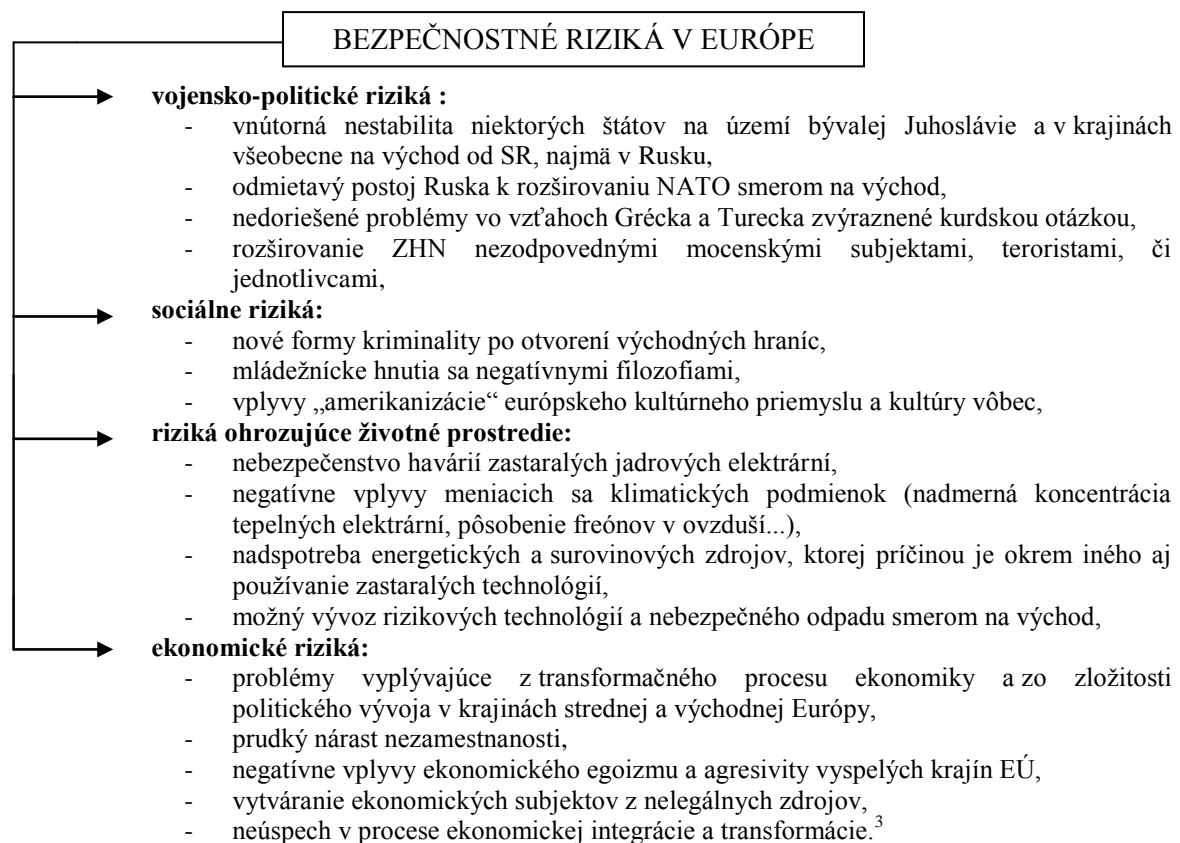 BEZPEČNOSTNÉ RIZIKÁ V EURÓPE
vojensko-politické riziká :
- vnútorná nestabilita niektorých štátov na území bývalej Juhoslávie a v krajinách
všeobecne na východ od SR, najmä v Rusku,
- odmietavý postoj Ruska k rozširovaniu NATO smerom na východ,
- nedoriešené problémy vo vzťahoch Grécka a Turecka zvýraznené kurdskou otázkou,
- rozširovanie ZHN nezodpovednými mocenskými subjektami, teroristami, či
jednotlivcami,
sociálne riziká:
- nové formy kriminality po otvorení východných hraníc,
- mládežnícke hnutia sa negatívnymi filozofiami,
- vplyvy „amerikanizácie“ európskeho kultúrneho priemyslu a kultúry vôbec,
riziká ohrozujúce životné prostredie:
- nebezpečenstvo havárií zastaralých jadrových elektrární,
- negatívne vplyvy meniacich sa klimatických podmienok (nadmerná koncentrácia
tepelných elektrární, pôsobenie freónov v ovzduší...),
- nadspotreba energetických a surovinových zdrojov, ktorej príčinou je okrem iného aj
používanie zastaralých technológií,
- možný vývoz rizikových technológií a nebezpečného odpadu smerom na východ,
ekonomické riziká:
- problémy vyplývajúce z transformačného procesu ekonomiky a zo zložitosti
politického vývoja v krajinách strednej a východnej Európy,
- prudký nárast nezamestnanosti,
- negatívne vplyvy ekonomického egoizmu a agresivity vyspelých krajín EÚ,
- vytváranie ekonomických subjektov z nelegálnych zdrojov,
- neúspech v procese ekonomickej integrácie a transformácie.³